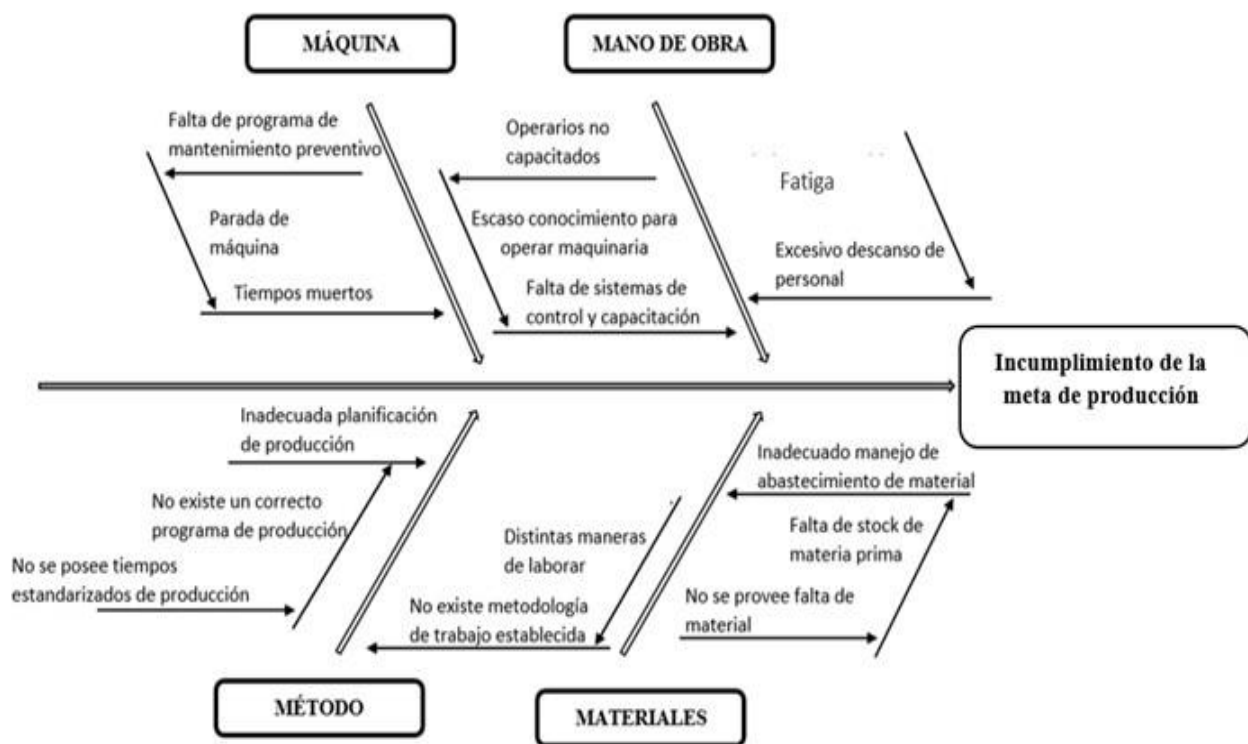 MÁQUINA
MANO DE OBRA
Falta de programa de
mantenimiento preventivo
Parada de
máquina
Tiempos muertos
Operarios no
capacitados
Escaso conocimiento para
operar maquinaria
Falta de sistemas de
control y capacitación
Fatiga
Excesivo descanso de
personal
Incumplimiento de la
meta de producción
Inadecuada planificación
de producción
No existe un correcto
programa de producción
No se posee tiempos
estandarizados de producción
Distintas maneras
de laborar
No existe metodología
de trabajo establecida
Inadecuado manejo de
abastecimiento de material
Falta de stock de
materia prima
No se provee falta de
material
MÉTODO
MATERIALES